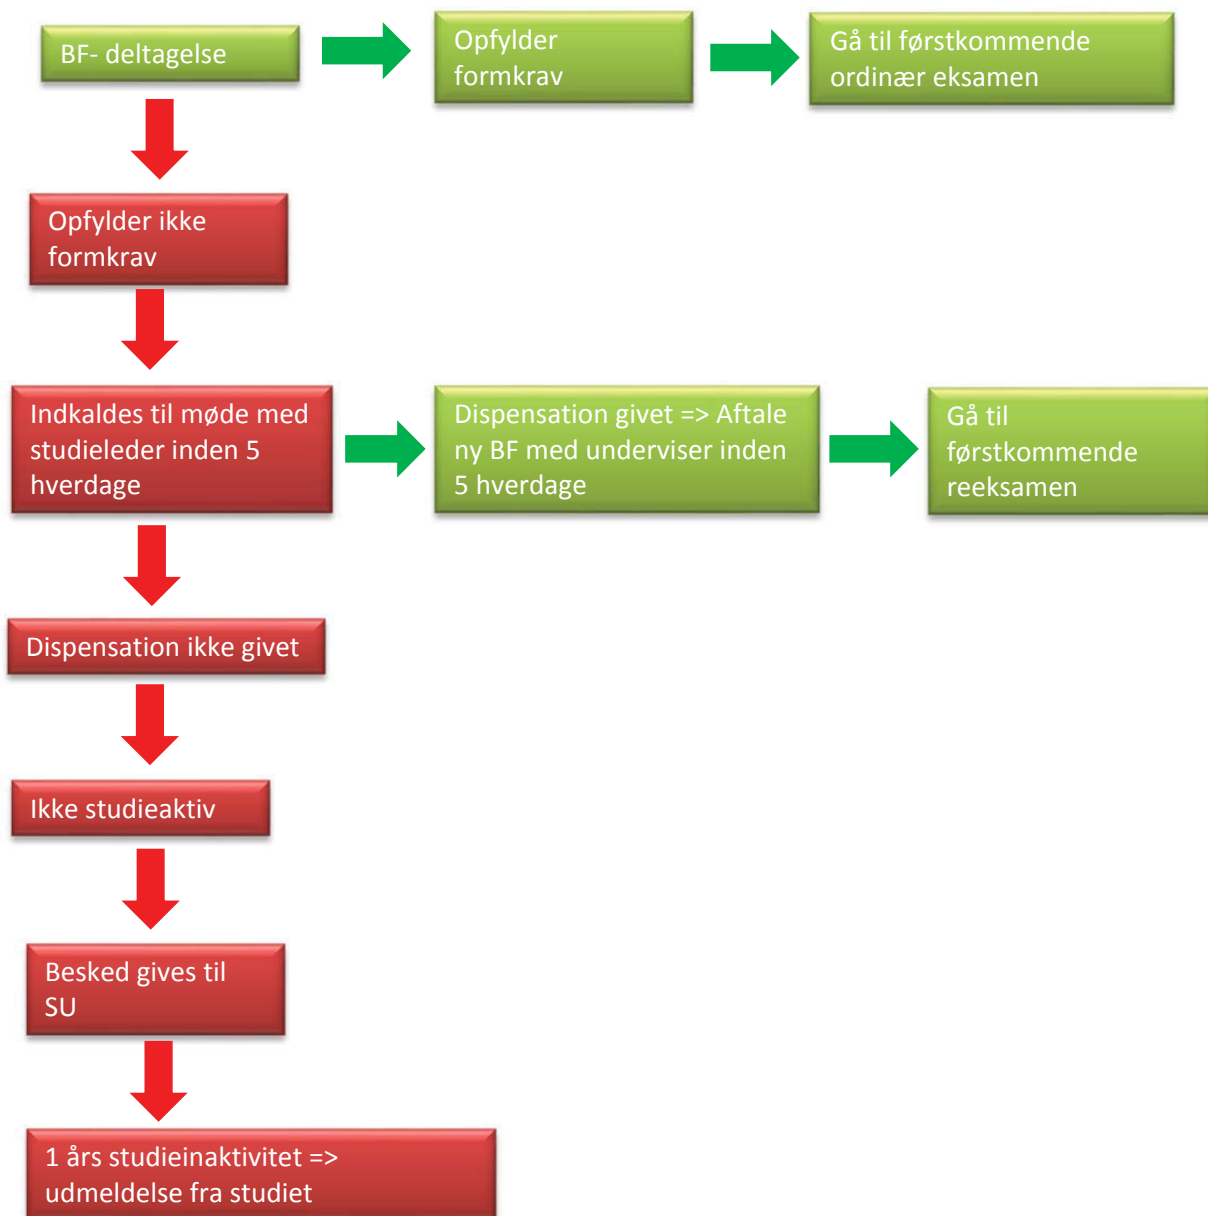 BF- deltagelse
Opfylder
formkrav
Gå til førstkommende
ordinær eksamen
Opfylder ikke
formkrav
Indkaldes til møde med
studieleder inden 5
hverdage
Dispensation givet => Aftale
ny BF med underviser inden
5 hverdage
Gå til
førstkommende
reeksamen
Dispensation ikke givet
Ikke studieaktiv
Besked gives til
SU
1 års studieinaktivitet =>
udmeldelse fra studiet